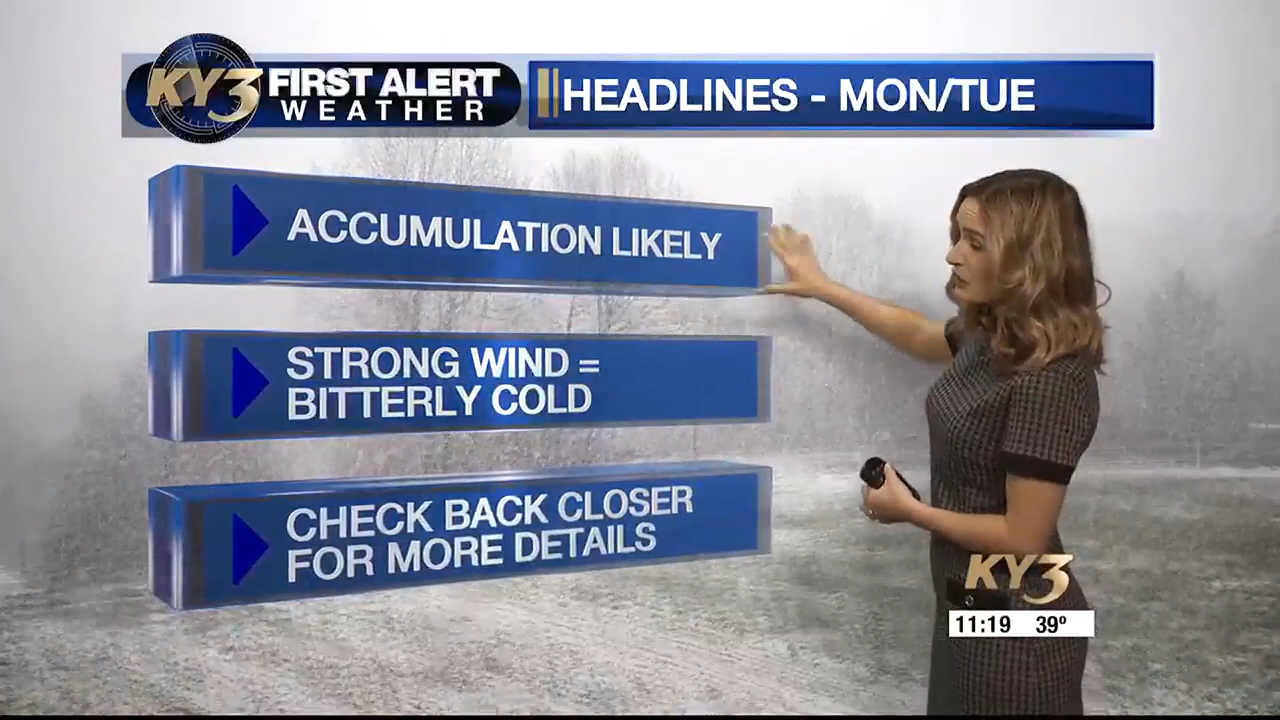 KY3 FIRST ALERT
WEATHER
HEADLINES - MON/TUE
ACCUMULATION LIKELY
STRONG WIND =
BITTERLY COLD
CHECK BACK CLOSER
FOR MORE DETAILS
KY3
11:19 39º